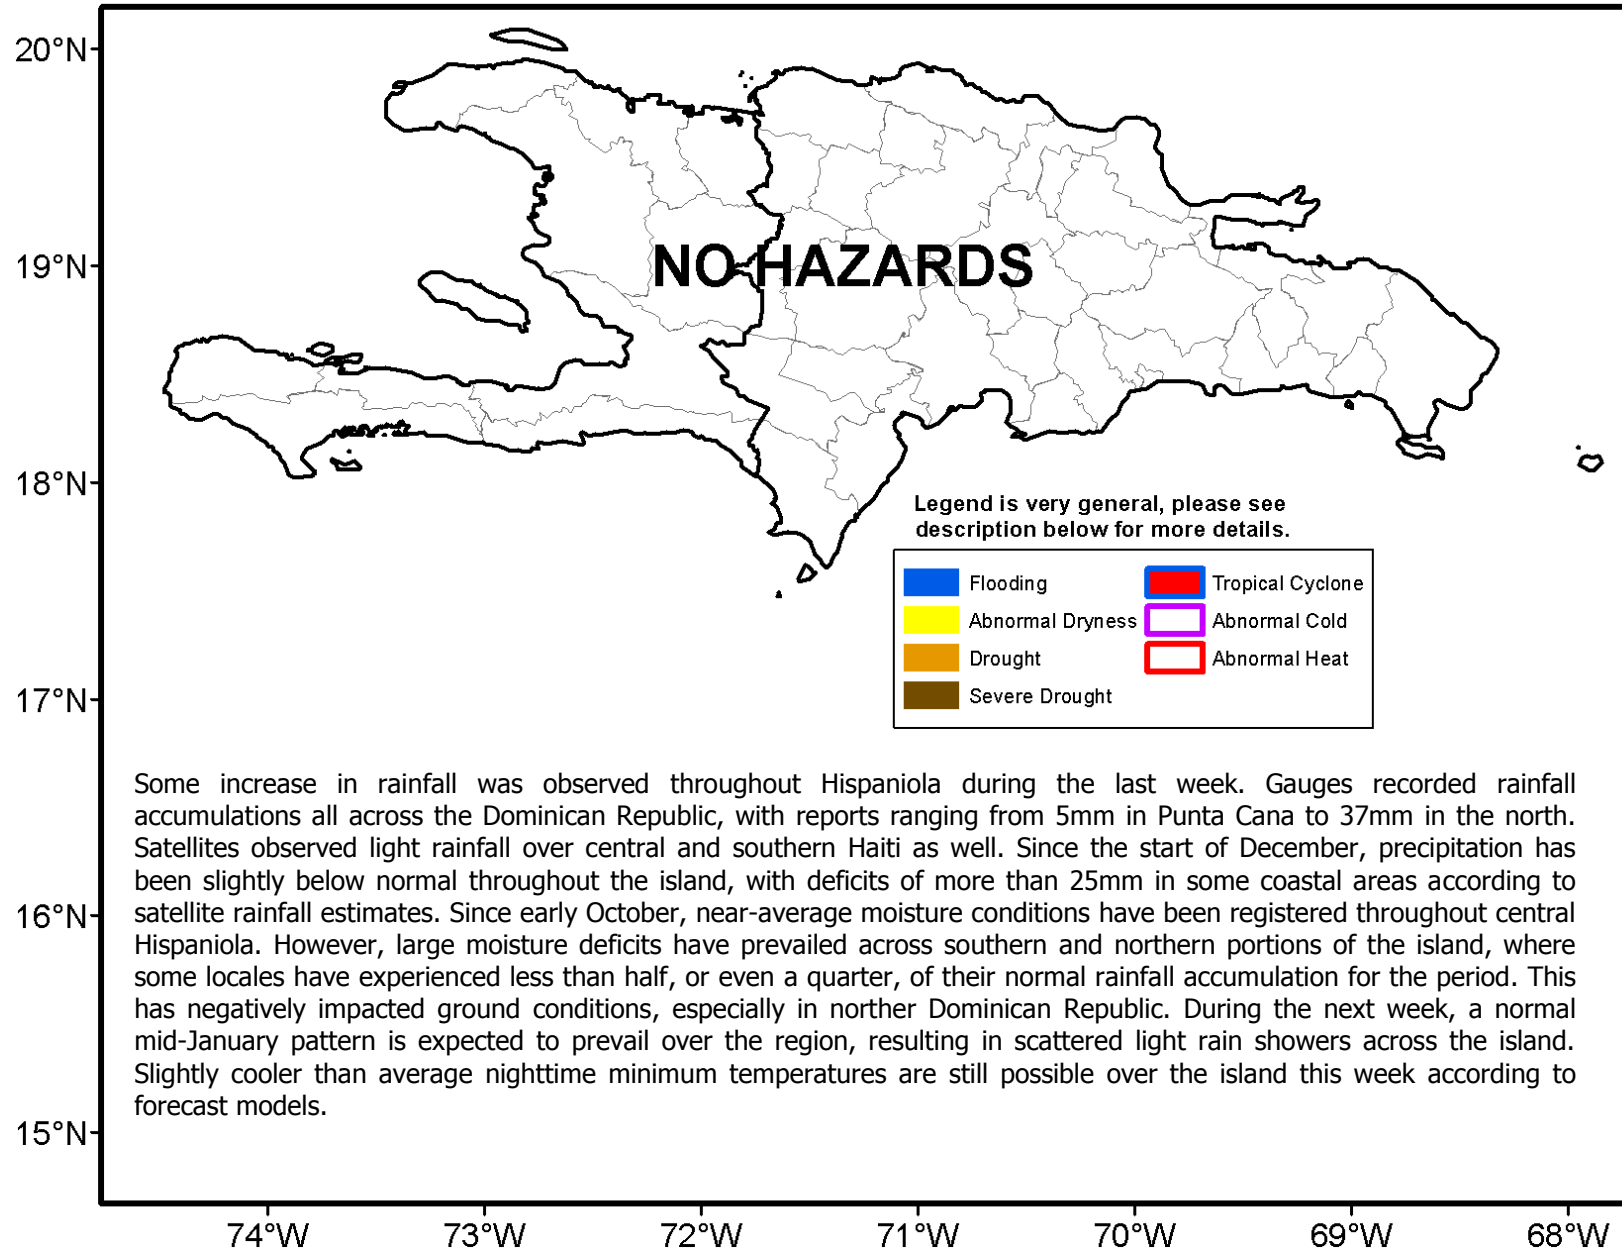 20°N
19°N
18°N
17°N
16°N
15°N
NO HAZARDS
Legend is very general, please see
description below for more details.
Flooding
Abnormal Dryness
Drought
Severe Drought
Tropical Cyclone
Abnormal Cold
Abnormal Heat
Some increase in rainfall was observed throughout Hispaniola during the last week. Gauges recorded rainfall
accumulations all across the Dominican Republic, with reports ranging from 5mm in Punta Cana to 37mm in the north.
Satellites observed light rainfall over central and southern Haiti as well. Since the start of December, precipitation has
been slightly below normal throughout the island, with deficits of more than 25mm in some coastal areas according to
satellite rainfall estimates. Since early October, near-average moisture conditions have been registered throughout central
Hispaniola. However, large moisture deficits have prevailed across southern and northern portions of the island, where
some locales have experienced less than half, or even a quarter, of their normal rainfall accumulation for the period. This
has negatively impacted ground conditions, especially in norther Dominican Republic. During the next week, a normal
mid-January pattern is expected to prevail over the region, resulting in scattered light rain showers across the island.
Slightly cooler than average nighttime minimum temperatures are still possible over the island this week according to
forecast models.
74°W
73°W
72°W
71°W
70°W
69°W
68°W